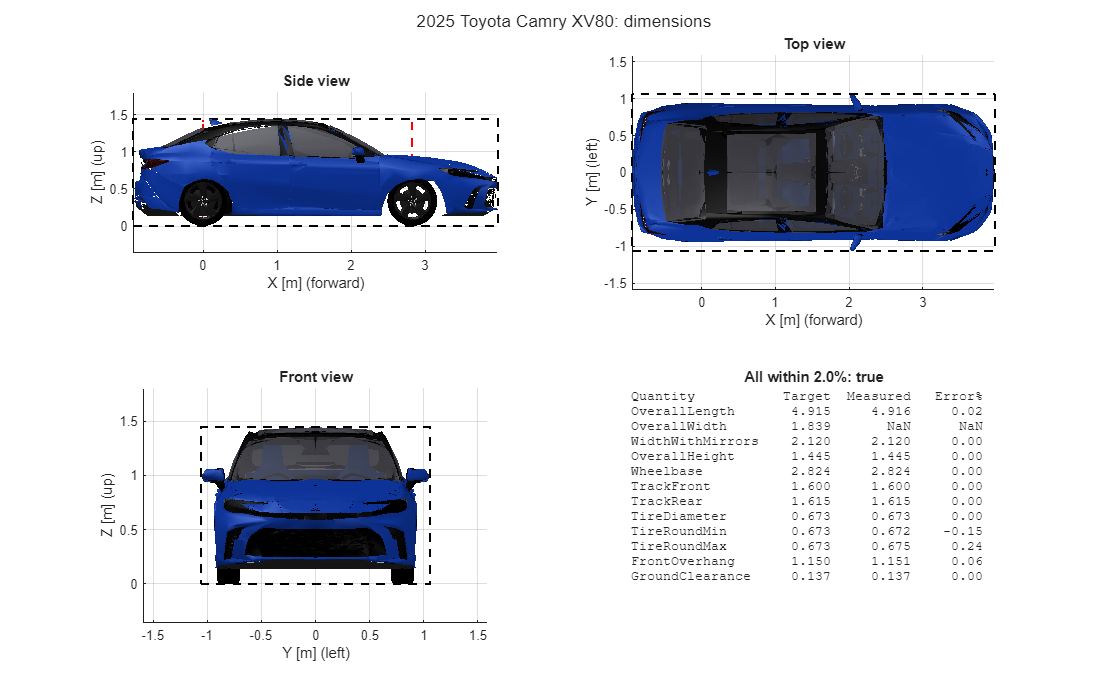 2025 Toyota Camry XV80: dimensions
Side view
1.5
1
0.5
0
Z [m] (up)
0 1 2 3
X [m] (forward)
Top view
1.5
1
0.5
0
-0.5
-1
-1.5
Y [m] (left)
0 1 2 3
X [m] (forward)
Front view
1.5
1
0.5
0
Z [m] (up)
-1.5 -1 -0.5 0 0.5 1 1.5
Y [m] (left)
All within 2.0%: true
Quantity Target Measured Error%
OverallLength 4.915 4.916 0.02
OverallWidth 1.839 NaN NaN
WidthWithMirrors 2.120 2.120 0.00
OverallHeight 1.445 1.445 0.00
Wheelbase 2.824 2.824 0.00
TrackFront 1.600 1.600 0.00
TrackRear 1.615 1.615 0.00
TireDiameter 0.673 0.673 0.00
TireRoundMin 0.673 0.672 -0.15
TireRoundMax 0.673 0.675 0.24
FrontOverhang 1.150 1.151 0.06
GroundClearance 0.137 0.137 0.00